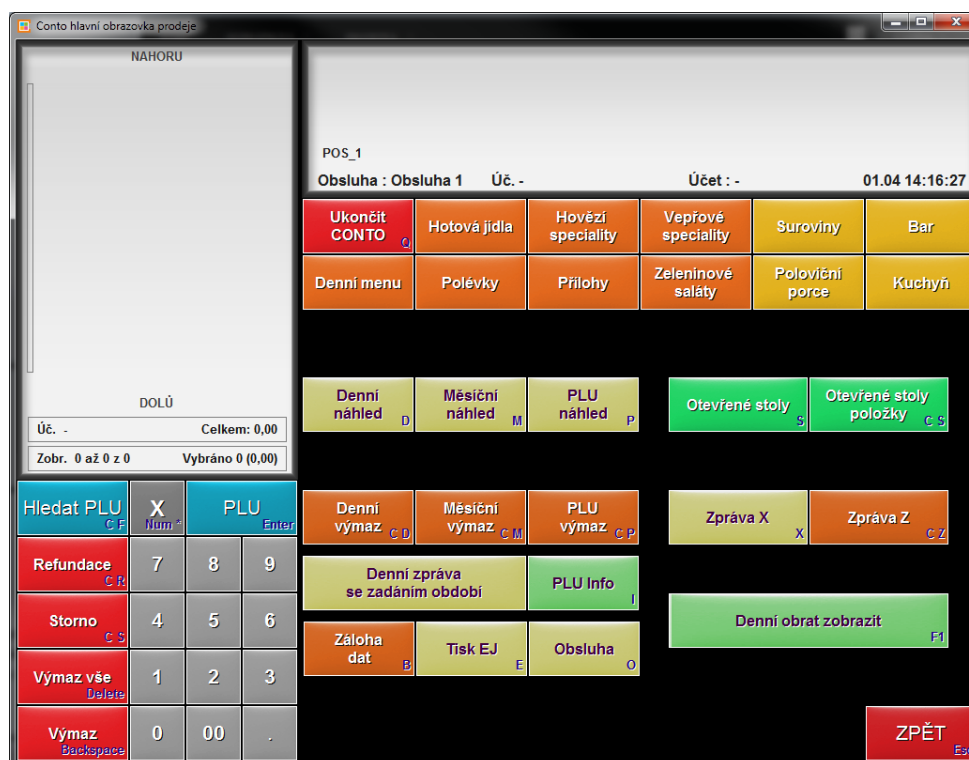 Conto hlavní obrazovka prodeje
NAHORU
DOLŮ
Úč. - Celkem: 0,00
Zobr. 0 až 0 z 0 Vybráno 0 (0,00)
POS_1
Obsluha : Obsluha 1 Úč. - Účet : - 01.04 14:16:27
Ukončit
CONTO Q
Hotová jídla
Hovězí
speciality
Vepřové
speciality
Suroviny
Bar
Denní menu
Polévky
Přílohy
Zeleninové
saláty
Poloviční
porce
Kuchyň
Denní
náhled D
Měsíční
náhled M
PLU
náhled P
Otevřené stoly S
Otevřené stoly
položky C S
Denní
výmaz C D
Měsíční
výmaz C M
PLU
výmaz C P
Zpráva X X
Zpráva Z C Z
Denní zpráva
se zadáním období
PLU Info I
Denní obrat zobrazit F1
Záloha
dat B
Tisk EJ E
Obsluha O
ZPĚT
Esc
Hledat PLU C F
X
Num *
PLU
Enter
Refundace C R
7 8 9
Storno C S
4 5 6
Výmaz vše
Delete
1 2 3
Výmaz
Backspace
0 00 .